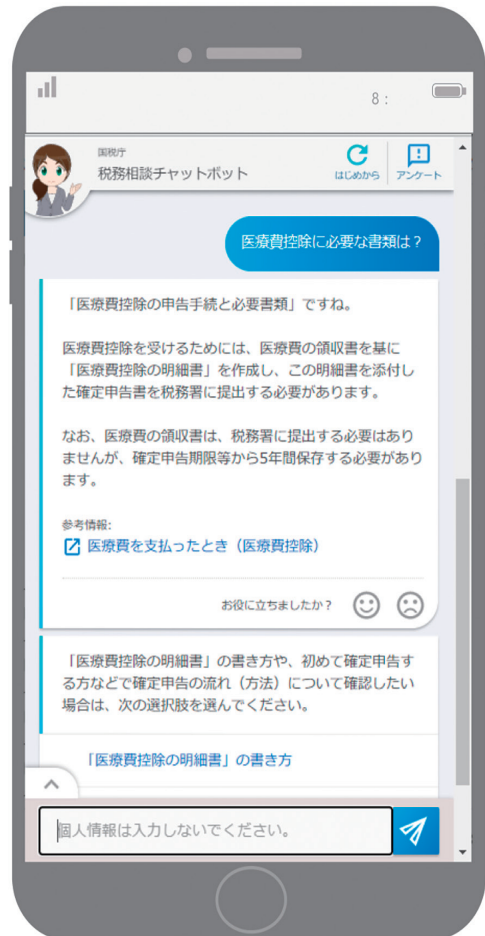 8：
国税庁
税務相談チャットボット
はじめから
アンケート
医療費控除に必要な書類は？
「医療費控除の申告手続と必要書類」ですね。
医療費控除を受けるためには、医療費の領収書を基に
「医療費控除の明細書」を作成し、この明細書を添付し
た確定申告書を税務署に提出する必要があります。
なお、医療費の領収書は、税務署に提出する必要はあり
ませんが、確定申告期限等から5年間保存する必要があり
ます。
参考情報:
医療費を支払ったとき（医療費控除）
お役に立ちましたか？
「医療費控除の明細書」の書き方や、初めて確定申告す
る方などで確定申告の流れ（方法）について確認したい
場合は、次の選択肢を選んでください。
「医療費控除の明細書」の書き方
個人情報は入力しないでください。